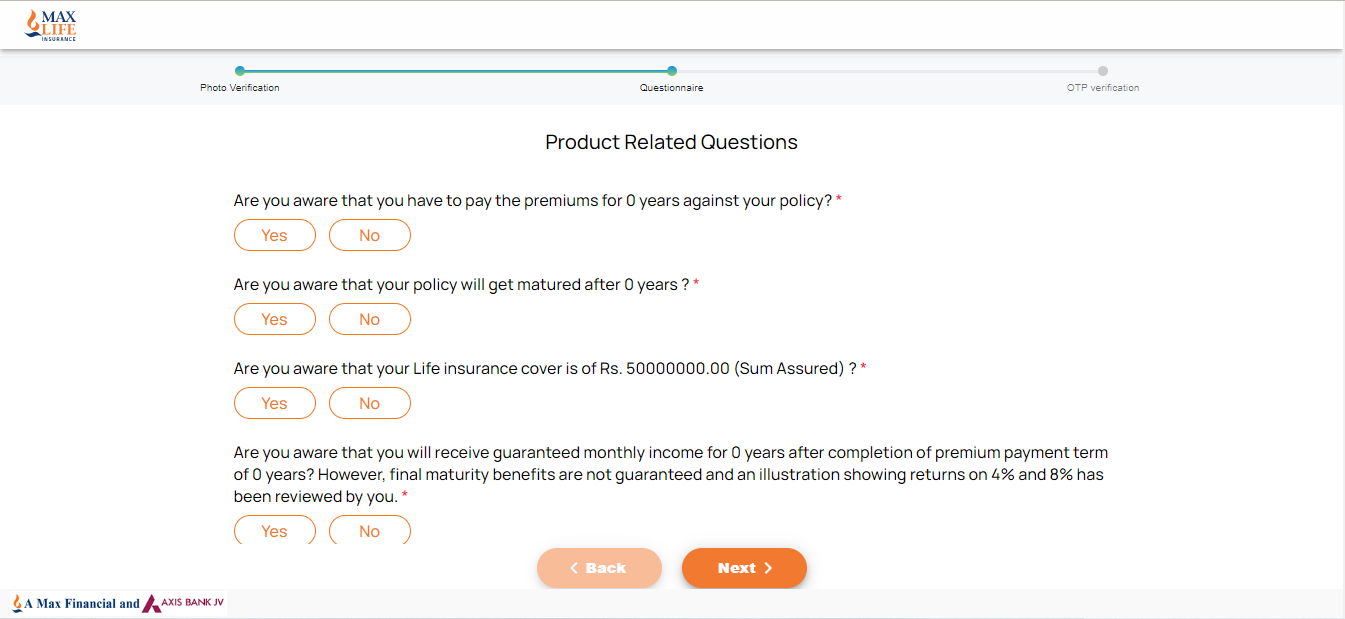 MAX
LIFE
INSURANCE
Photo Verification
Questionnaire
OTP verification
Product Related Questions
Are you aware that you have to pay the premiums for 0 years against your policy? *
Yes
No
Are you aware that your policy will get matured after 0 years ? *
Yes
No
Are you aware that your Life insurance cover is of Rs. 50000000.00 (Sum Assured) ? *
Yes
No
Are you aware that you will receive guaranteed monthly income for 0 years after completion of premium payment term
of 0 years? However, final maturity benefits are not guaranteed and an illustration showing returns on 4% and 8% has
been reviewed by you. *
Yes
No
Back
Next
A Max Financial and AXIS BANK JV